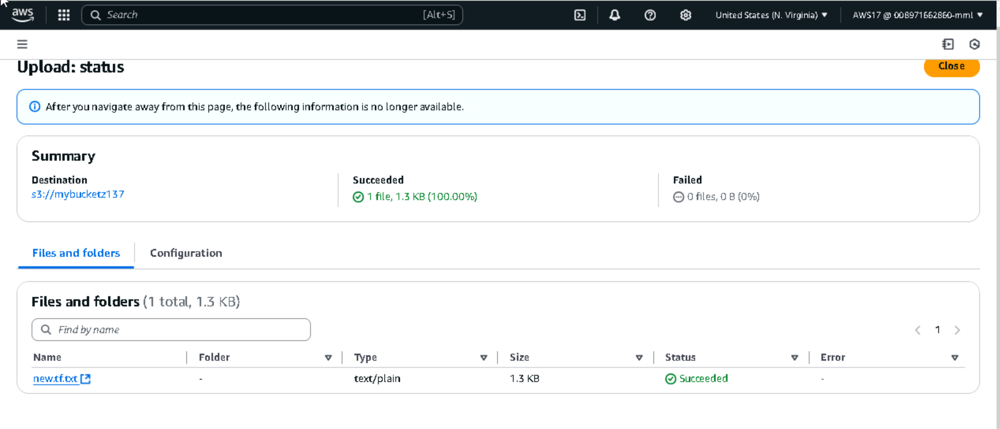 aws Search [Alt+S] United States (N. Virginia) AWS17 @ 008971662860-mml
Upload: status Close
After you navigate away from this page, the following information is no longer available.
Summary
Destination Succeeded Failed
s3://mybucketz137 1 file, 1.3 KB (100.00%) 0 files, 0 B (0%)
Files and folders Configuration
Files and folders (1 total, 1.3 KB)
Find by name 1
Name Folder Type Size Status Error
new.tf.txt - text/plain 1.3 KB Succeeded -